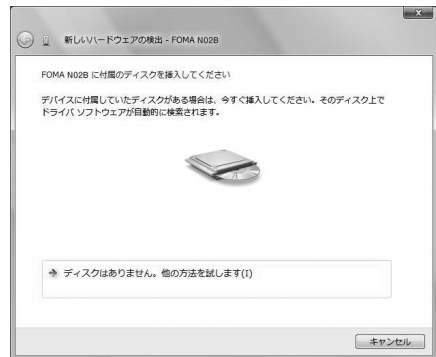 新しいハードウェアの検出 - FOMA N02B
FOMA N02B に付属のディスクを挿入してください
デバイスに付属していたディスクがある場合は、今すぐ挿入してください。そのディスク上で
ドライバ ソフトウェアが自動的に検索されます。
ディスクはありません。他の方法を試します(I)
キャンセル